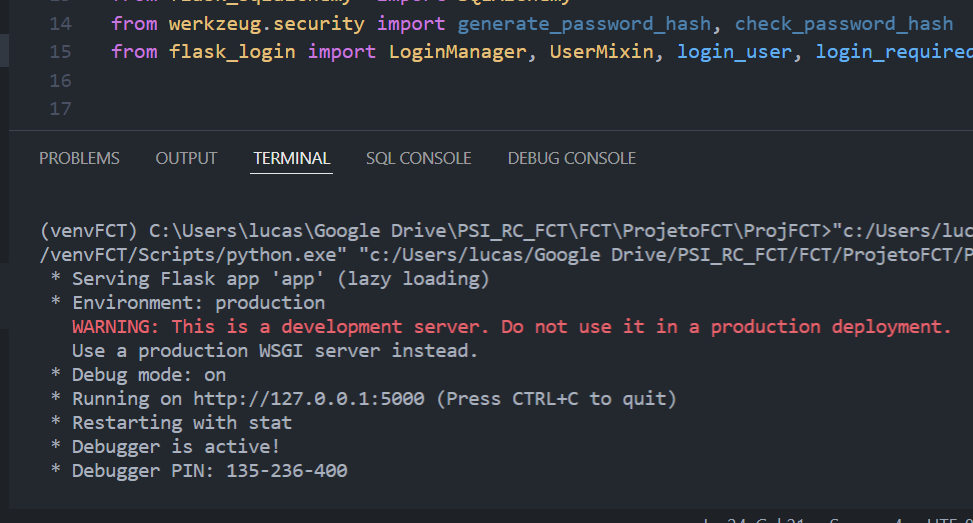 14 from werkzeug.security import generate_password_hash, check_password_hash
15 from flask_login import LoginManager, UserMixin, login_user, login_required
16
17
PROBLEMS OUTPUT TERMINAL SQL CONSOLE DEBUG CONSOLE
(venvFCT) C:\Users\lucas\Google Drive\PSI_RC_FCT\FCT\ProjetoFCT\ProjFCT>"c:/Users/luc
/venvFCT/Scripts/python.exe" "c:/Users/lucas/Google Drive/PSI_RC_FCT/FCT/ProjetoFCT/P
* Serving Flask app 'app' (lazy loading)
* Environment: production
WARNING: This is a development server. Do not use it in a production deployment.
Use a production WSGI server instead.
* Debug mode: on
* Running on http://127.0.0.1:5000 (Press CTRL+C to quit)
* Restarting with stat
* Debugger is active!
* Debugger PIN: 135-236-400